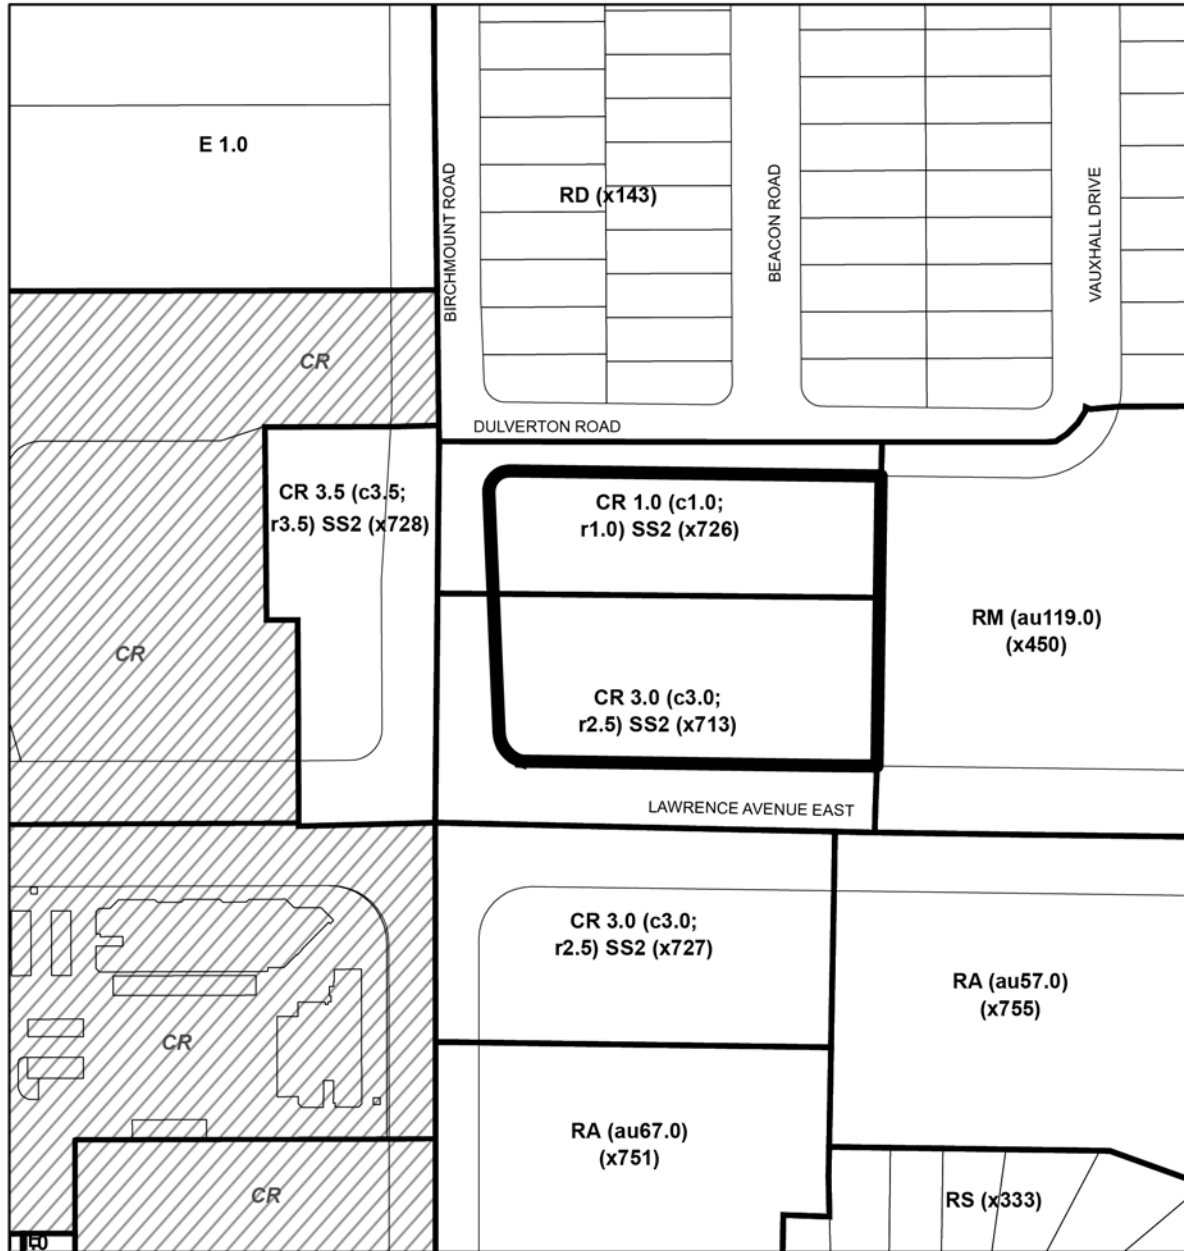 E 1.0
RD (x143)
BIRCHMOUNT ROAD
BEACON ROAD
VAUXHALL DRIVE
CR
DULVERTON ROAD
CR 3.5 (c3.5;
r3.5) SS2 (x728)
CR 1.0 (c1.0;
r1.0) SS2 (x726)
CR
RM (au119.0)
(x450)
CR 3.0 (c3.0;
r2.5) SS2 (x713)
LAWRENCE AVENUE EAST
CR 3.0 (c3.0;
r2.5) SS2 (x727)
RA (au57.0)
(x755)
CR
RA (au67.0)
(x751)
CR
RS (x333)